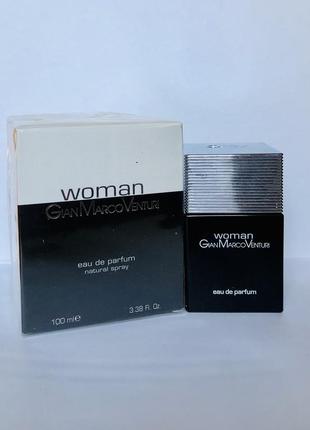 woman
GIANMARCOVENTURI
eau de parfum
natural spray
100 ml e
3.38 Fl. Oz.
woman
GIANMARCOVENTURI
eau de parfum